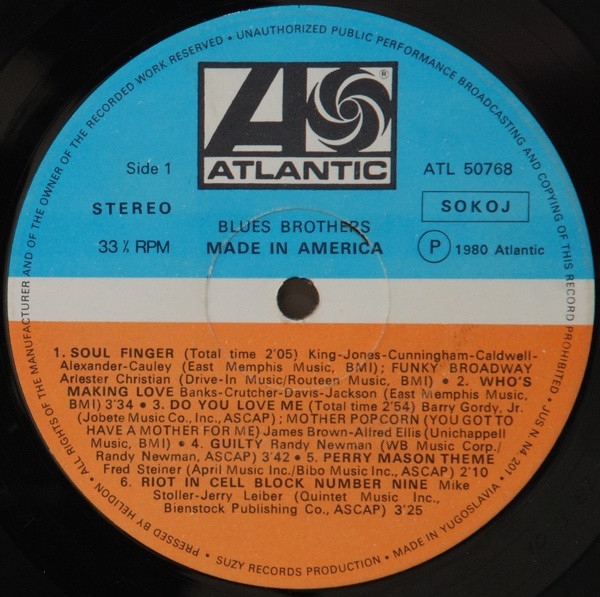 ALL RIGHTS OF THE MANUFACTURER AND OF THE OWNER OF THE RECORDED WORK RESERVED • UNAUTHORIZED PUBLIC PERFORMANCE BROADCASTING AND COPYING OF THIS RECORD PROHIBITED • JUS N N4 201 • MADE IN YUGOSLAVIA • SUZY RECORDS PRODUCTION • PRESSED BY HELIDON •
®
ATLANTIC
Side 1
ATL 50768
STEREO
SOKOJ
BLUES BROTHERS
33 ⅓ RPM
MADE IN AMERICA
P 1980 Atlantic
1. SOUL FINGER (Total time 2'05) King-Jones-Cunningham-Caldwell-
Alexander-Cauley (East Memphis Music, BMI); FUNKY BROADWAY
Arlester Christian (Drive-In Music/Routeen Music, BMI) • 2. WHO'S
MAKING LOVE Banks-Crutcher-Davis-Jackson (East Memphis Music,
BMI) 3'34 • 3. DO YOU LOVE ME (Total time 2'54) Barry Gordy, Jr.
(Jobete Music Co., Inc., ASCAP) : MOTHER POPCORN (YOU GOT TO
HAVE A MOTHER FOR ME) James Brown-Alfred Ellis (Unichappell
Music, BMI) • 4. GUILTY Randy Newman (WB Music Corp./
Randy Newman, ASCAP) 3'42 • 5. PERRY MASON THEME
Fred Steiner (April Music Inc./Bibo Music Inc., ASCAP) 2'10
6. RIOT IN CELL BLOCK NUMBER NINE Mike
Stoller-Jerry Leiber (Quintet Music Inc.,
Bienstock Publishing Co., ASCAP) 3'25